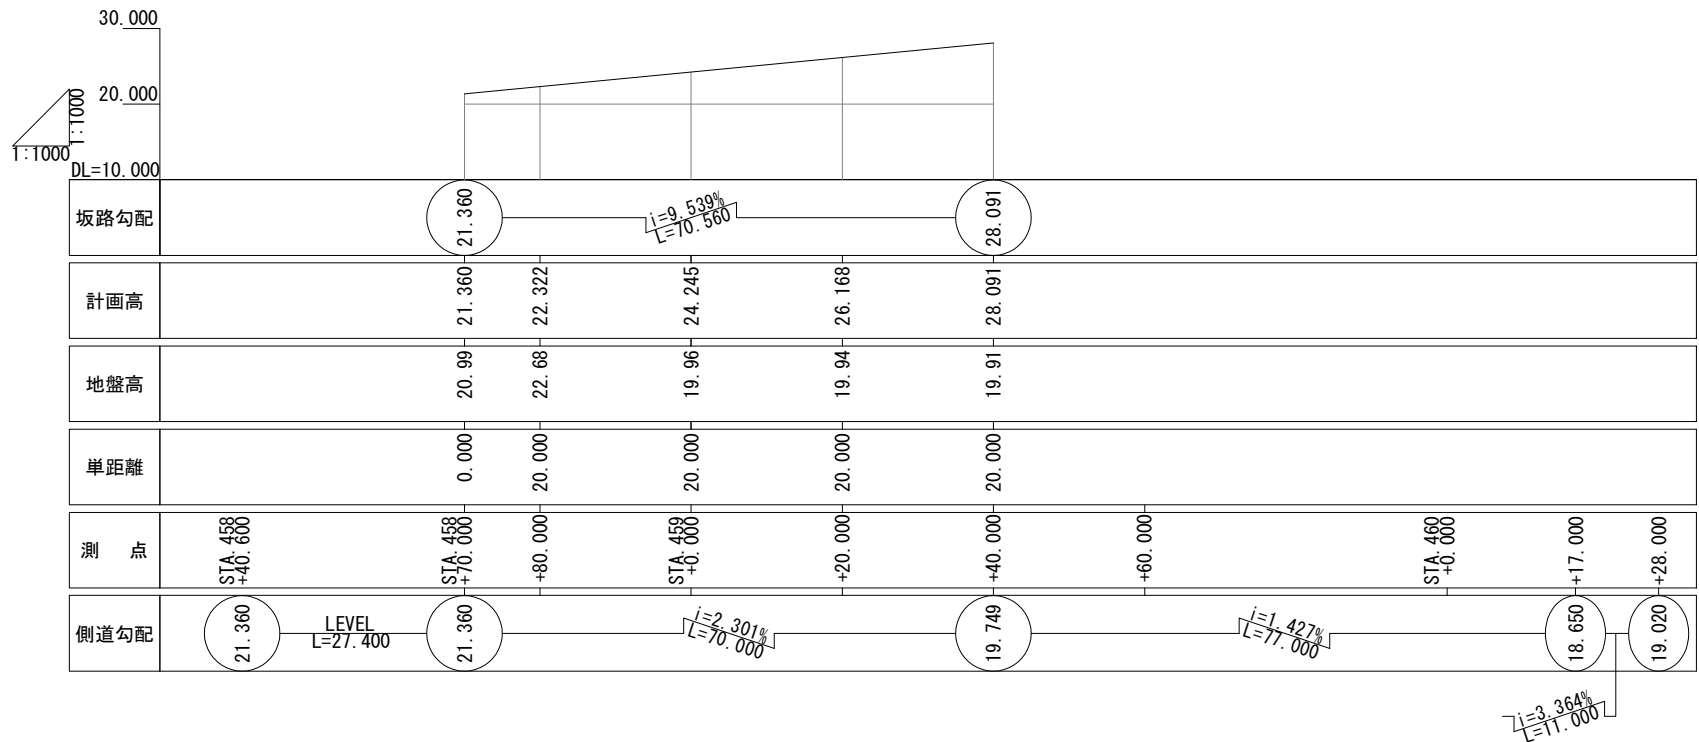 30.000
20.000
1:1000
1:1000
DL=10.000
坂路勾配
21.360
i=9.539%
L=70.560
28.091
計画高
21.360
22.322
24.245
26.168
28.091
地盤高
20.99
22.68
19.96
19.94
19.91
単距離
0.000
20.000
20.000
20.000
20.000
測 点
STA.458
+40.600
STA.458
+70.000
+80.000
STA.459
+0.000
+20.000
+40.000
+60.000
STA.460
+0.000
+17.000
+28.000
側道勾配
21.360
LEVEL
L=27.400
21.360
i=2.301%
L=70.000
19.749
i=1.427%
L=77.000
18.650
19.020
i=3.364%
L=11.000